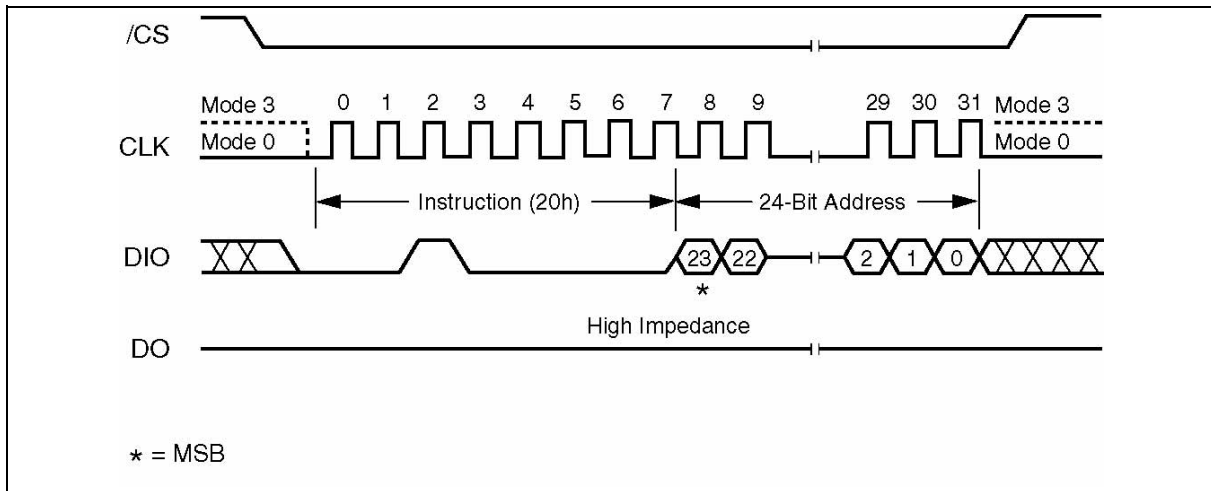 /CS
Mode 3 0 1 2 3 4 5 6 7 8 9 29 30 31 Mode 3
CLK Mode 0 Mode 0
Instruction (20h) 24-Bit Address
DIO 23 22 2 1 0
*
High Impedance
DO
* = MSB